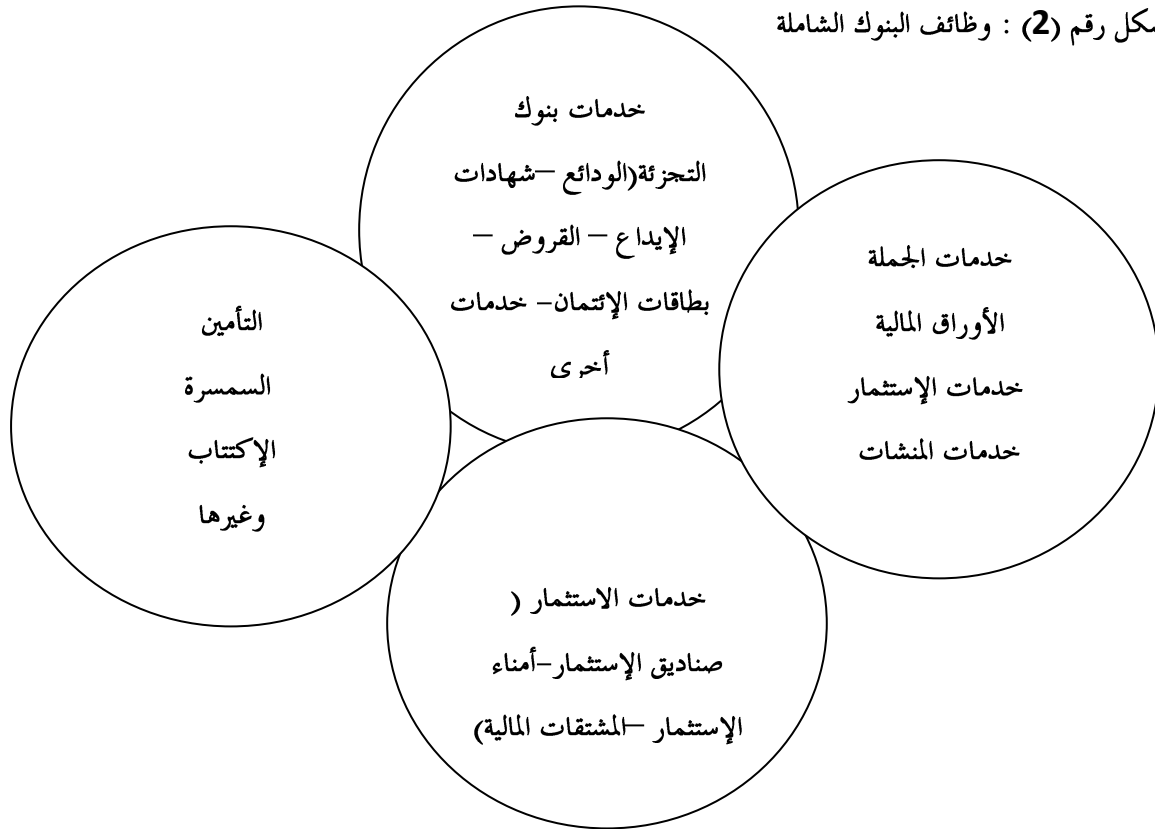 شكل رقم (2) : وظائف البنوك الشاملة
خدمات بنوك
التجزئة(الودائع –شهادات
الإيداع – القروض –
بطاقات الإئتمان– خدمات
أخرى
خدمات الجملة
الأوراق المالية
خدمات الإستثمار
خدمات المنشات
التأمين
السمسرة
الإكتتاب
وغيرها
خدمات الاستثمار (
صناديق الإستثمار–أمناء
الإستثمار –المشتقات المالية)